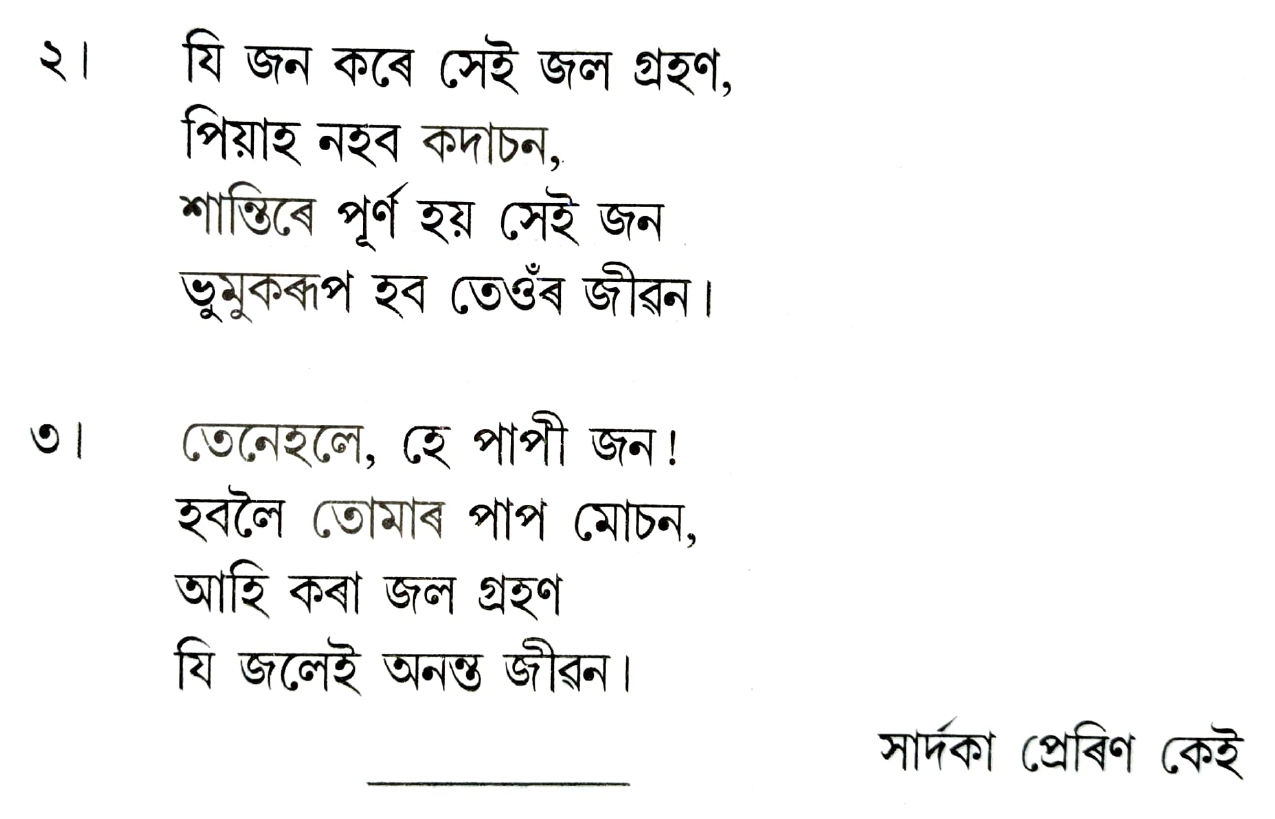 ২। যি জন কৰে সেই জল গ্ৰহণ,
পিয়াহ নহব কদাচন,
শান্তিৰে পূৰ্ণ হয় সেই জন
ভুমুকৰূপ হব তেওঁৰ জীৱন।
৩। তেনেহলে, হে পাপী জন!
হবলৈ তোমাৰ পাপ মোচন,
আহি কৰা জল গ্ৰহণ
যি জলেই অনন্ত জীৱন।
সাৰ্দকা প্ৰেৰিণ কেই